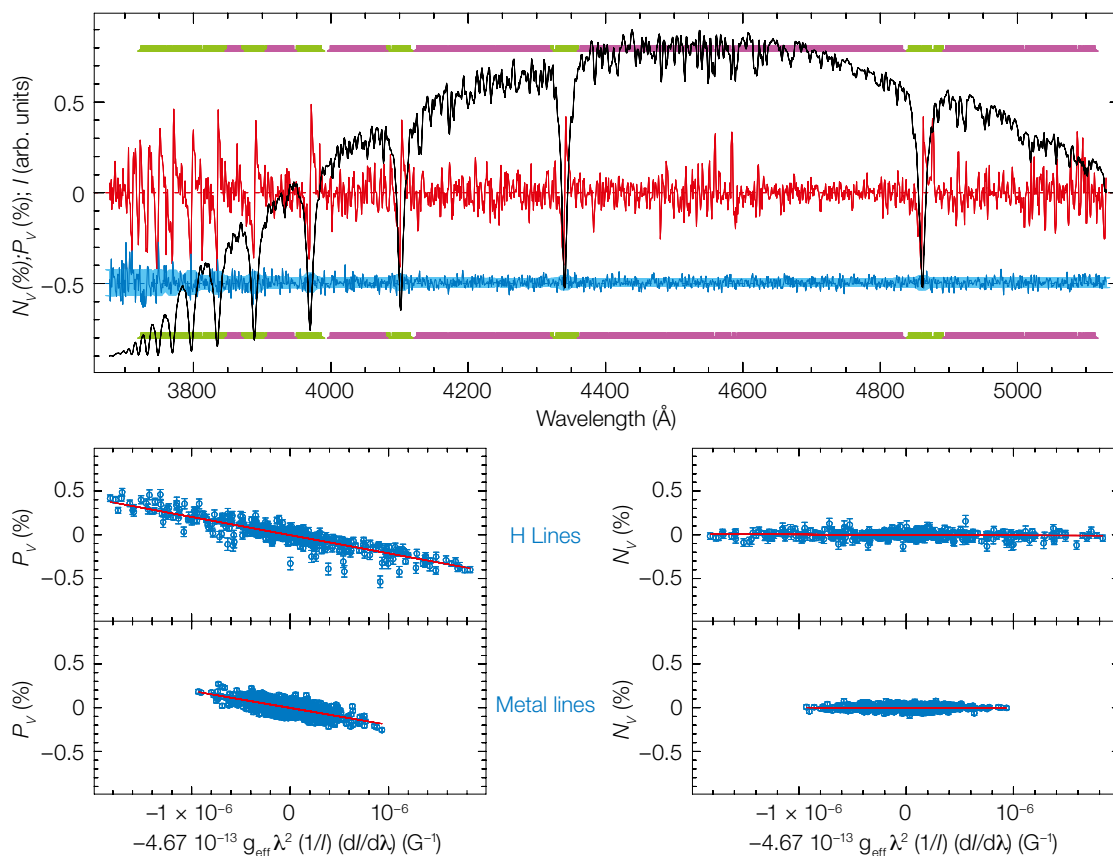 N_V(%);P_V (%); I (arb. units)
0.5
0
−0.5
3800 4000 4200 4400 4600 4800 5000
Wavelength (Å)
P_V (%)
0.5
0
−0.5
H Lines
N_V (%)
0.5
0
−0.5
P_V (%)
0.5
0
−0.5
Metal lines
N_V (%)
0.5
0
−0.5
−1 × 10⁻⁶ 0 10⁻⁶
−4.67 10⁻¹³ g_eff λ² (1/I) (dI/dλ) (G⁻¹)
−1 × 10⁻⁶ 0 10⁻⁶
−4.67 10⁻¹³ g_eff λ² (1/I) (dI/dλ) (G⁻¹)